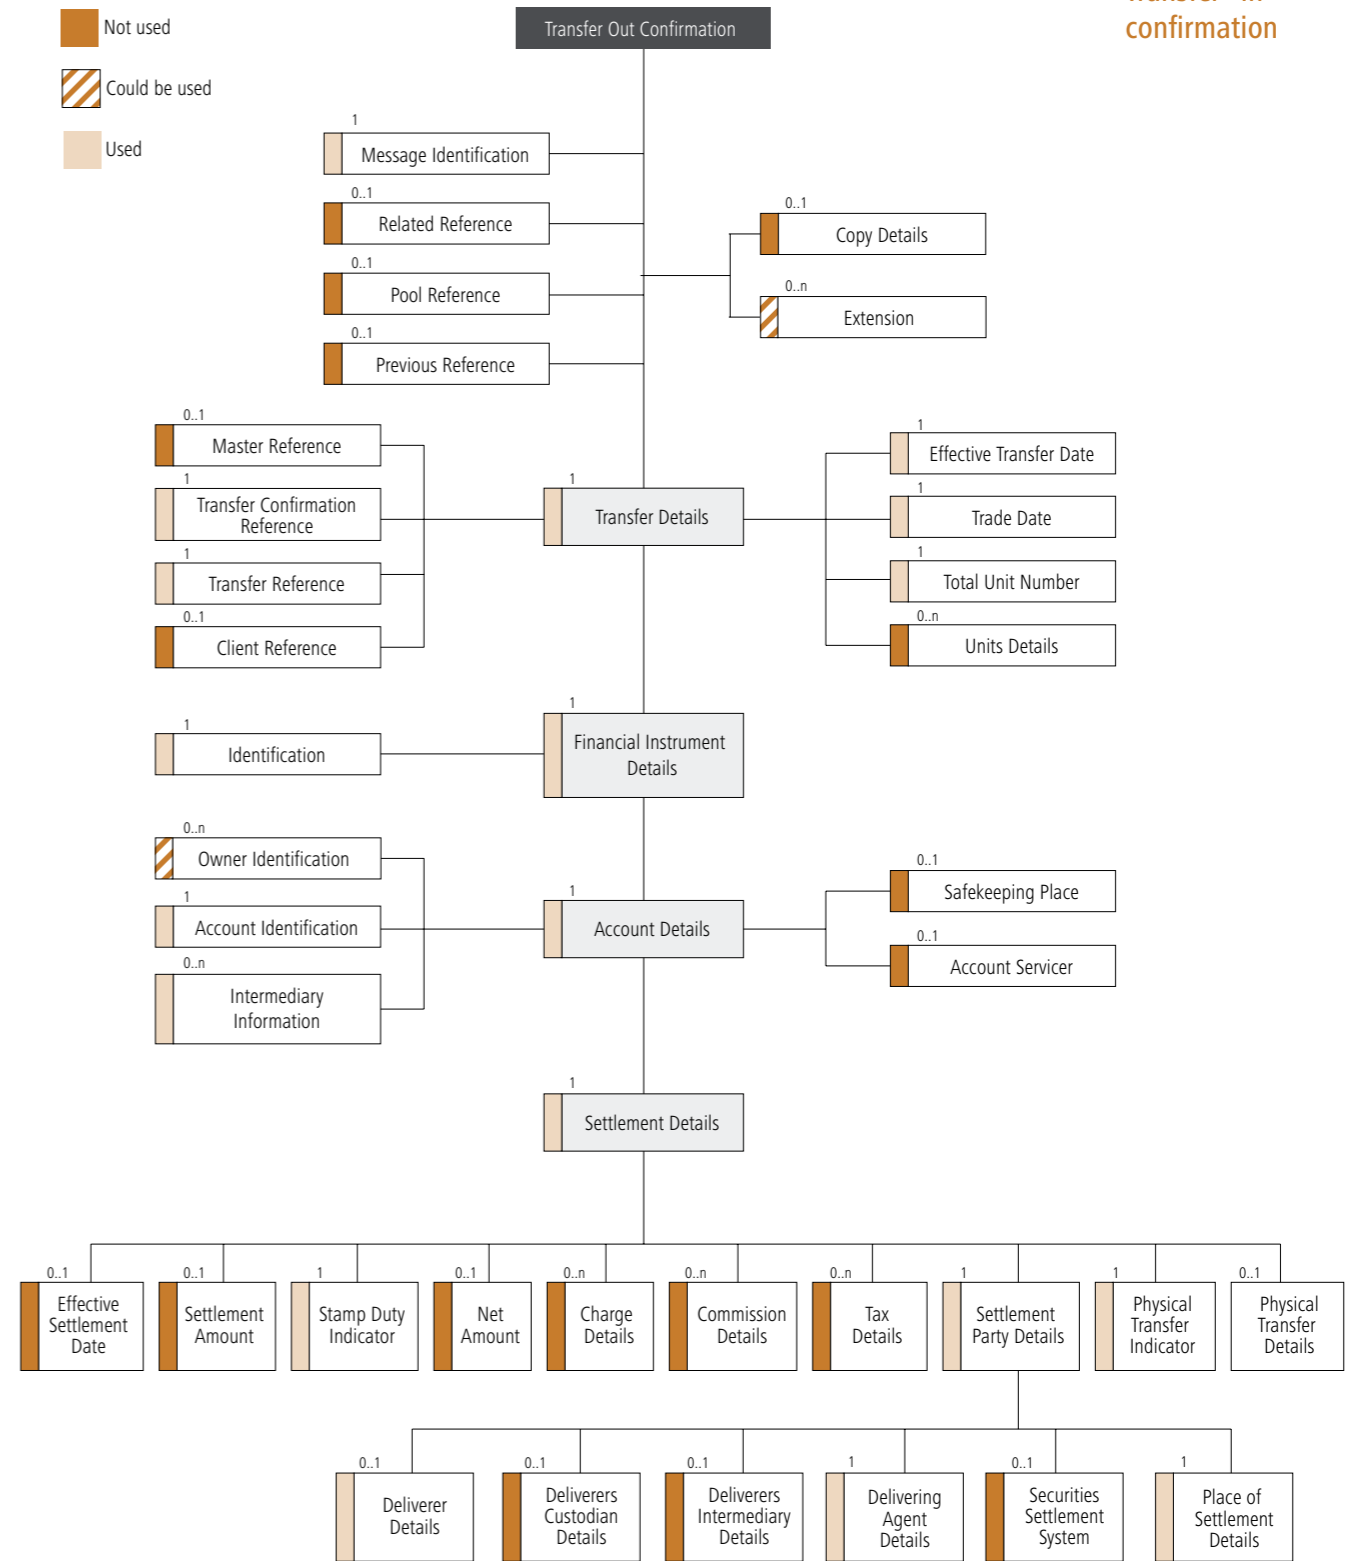 Transfer In
confirmation
Not used
Could be used
Used
Transfer Out Confirmation
1
Message Identification
0..1
Related Reference
0..1
Pool Reference
0..1
Previous Reference
0..1
Copy Details
0..n
Extension
0..1
Master Reference
1
Transfer Confirmation
Reference
1
Transfer Reference
0..1
Client Reference
1
Transfer Details
1
Effective Transfer Date
1
Trade Date
1
Total Unit Number
0..n
Units Details
1
Identification
1
Financial Instrument
Details
0..n
Owner Identification
1
Account Identification
0..n
Intermediary
Information
1
Account Details
0..1
Safekeeping Place
0..1
Account Servicer
1
Settlement Details
0..1
Effective
Settlement
Date
0..1
Settlement
Amount
1
Stamp Duty
Indicator
0..1
Net
Amount
0..n
Charge
Details
0..n
Commission
Details
0..n
Tax
Details
1
Settlement
Party Details
1
Physical
Transfer
Indicator
0..1
Physical
Transfer
Details
0..1
Deliverer
Details
0..1
Deliverers
Custodian
Details
0..1
Deliverers
Intermediary
Details
1
Delivering
Agent
Details
0..1
Securities
Settlement
System
1
Place of
Settlement
Details